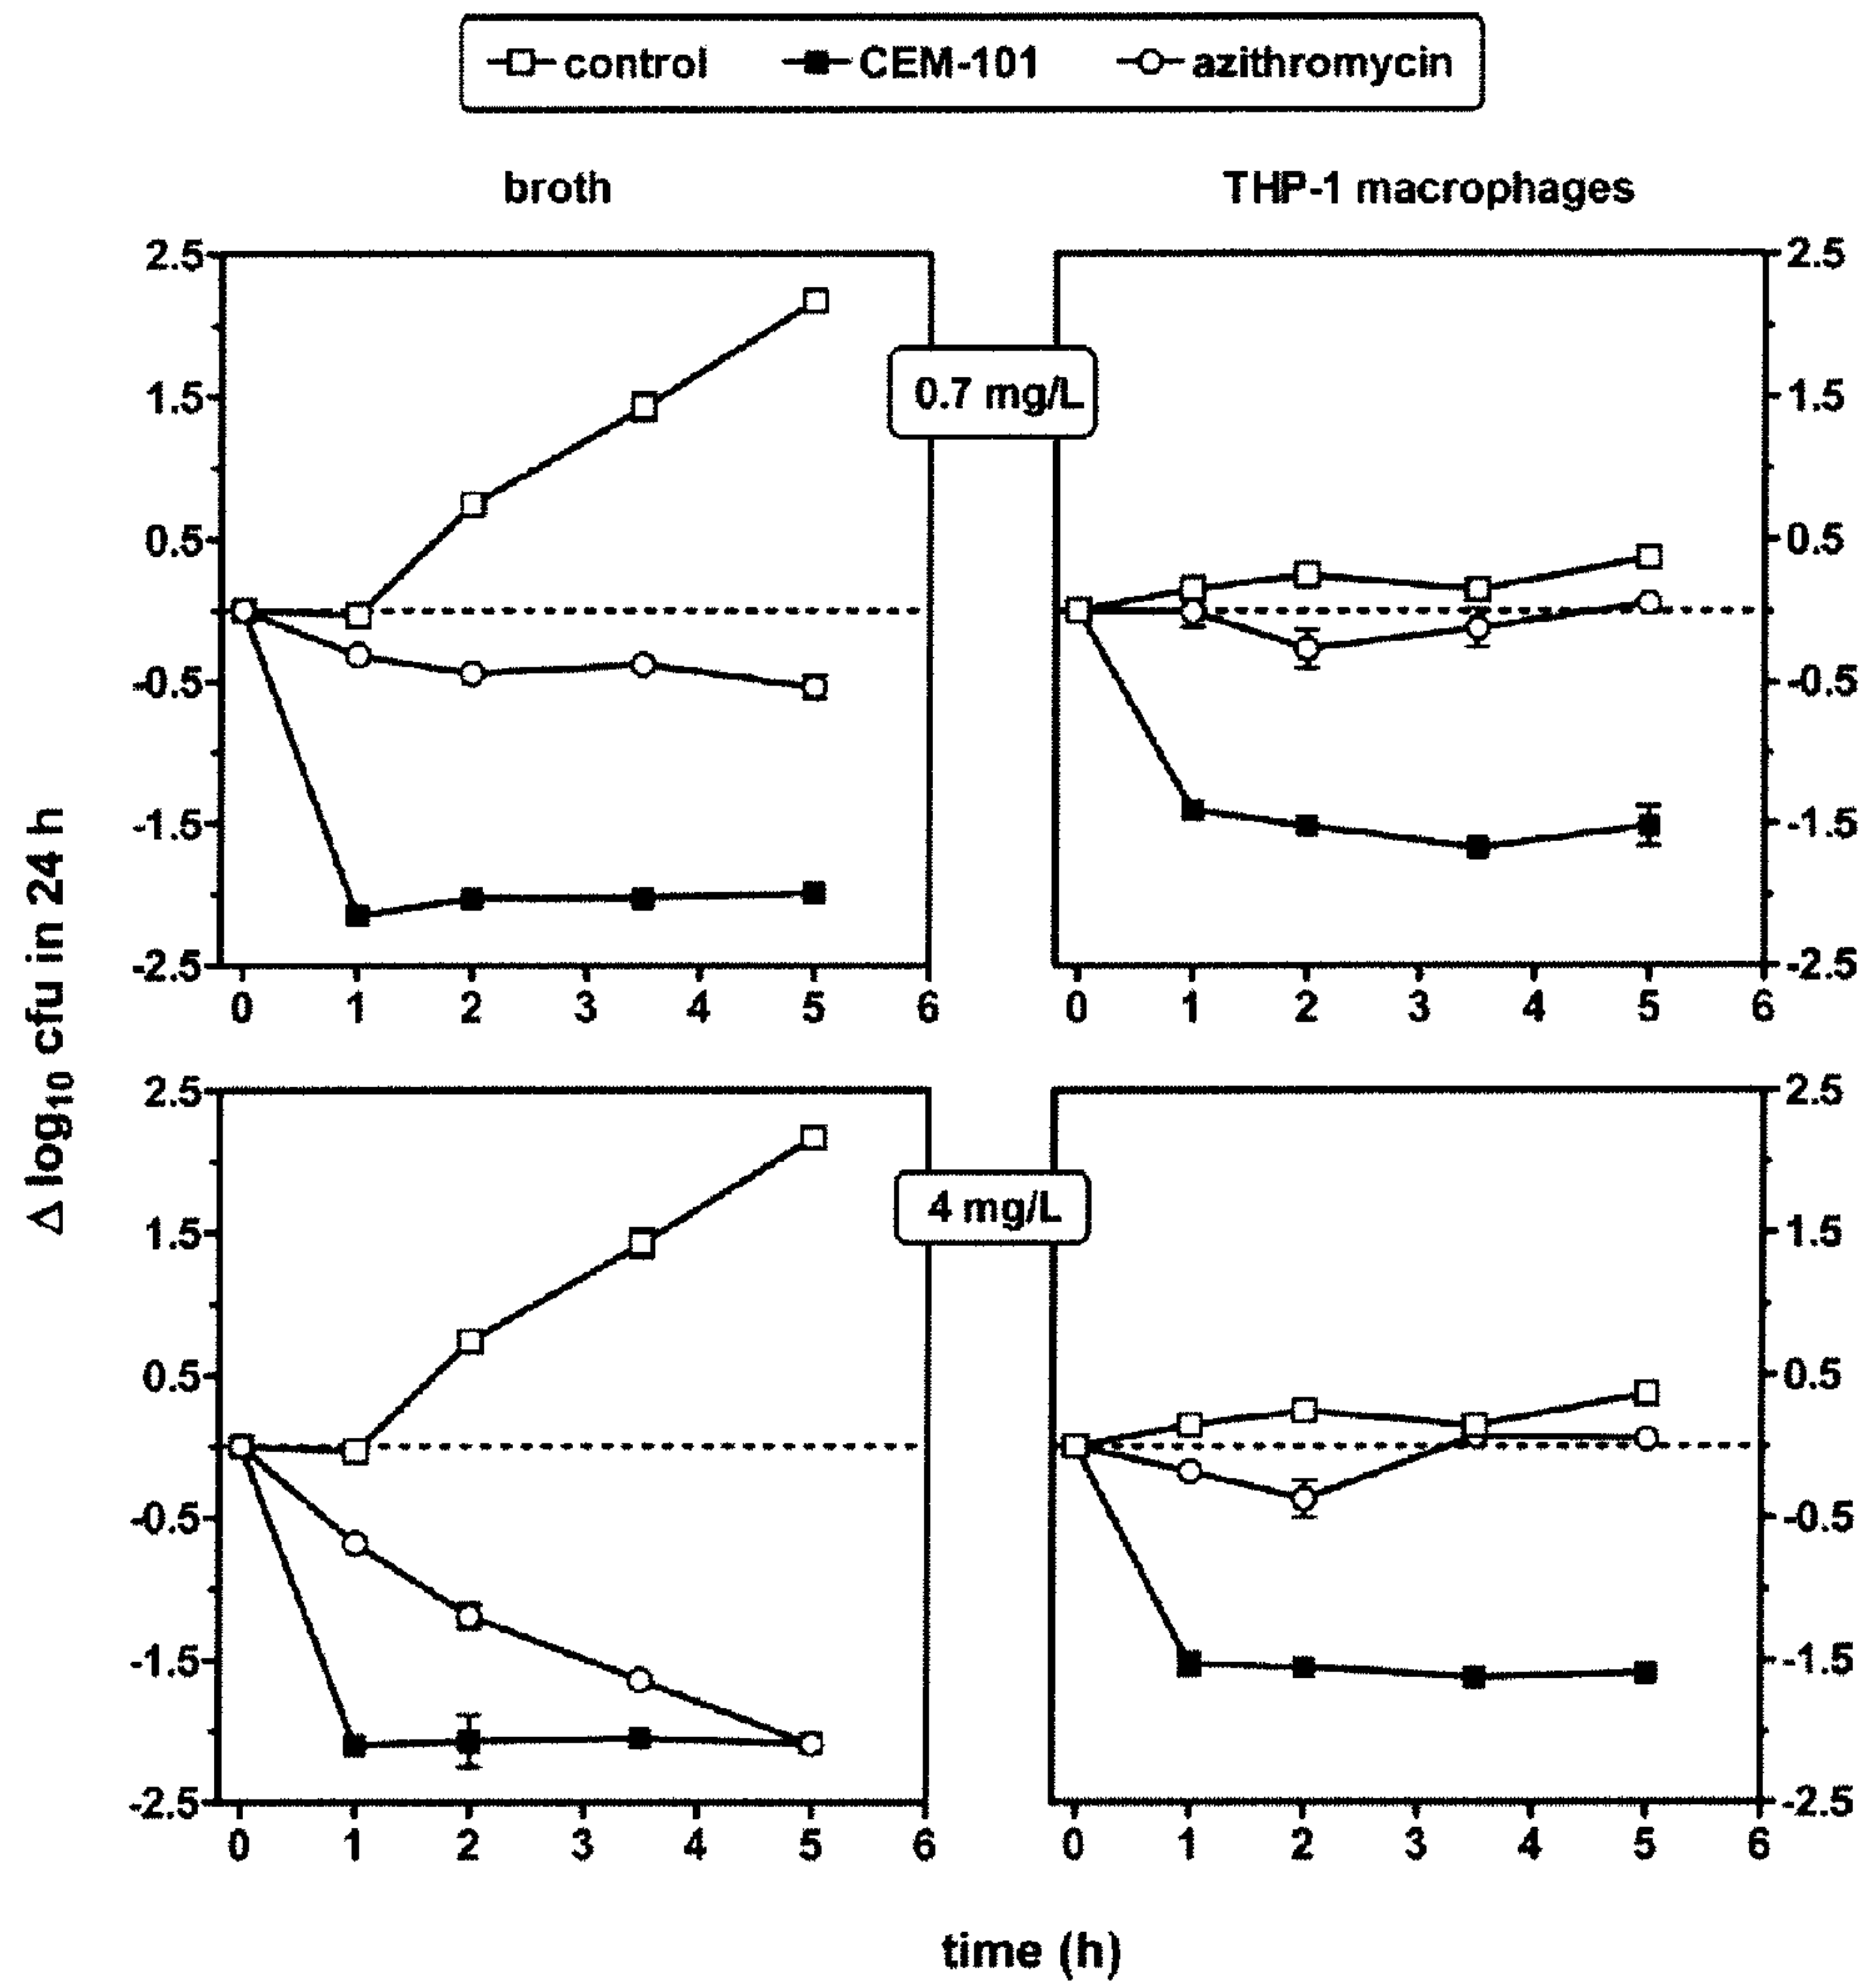 control CEM-101 azithromycin
broth THP-1 macrophages
2.5 2.5
1.5 0.7 mg/L 1.5
0.5 0.5
-0.5 -0.5
-1.5 -1.5
-2.5 -2.5
0 1 2 3 4 5 6 0 1 2 3 4 5 6
Δ log₁₀ cfu in 24 h
2.5 2.5
4 mg/L
1.5 1.5
0.5 0.5
-0.5 -0.5
-1.5 -1.5
-2.5 -2.5
0 1 2 3 4 5 6 0 1 2 3 4 5 6
time (h)